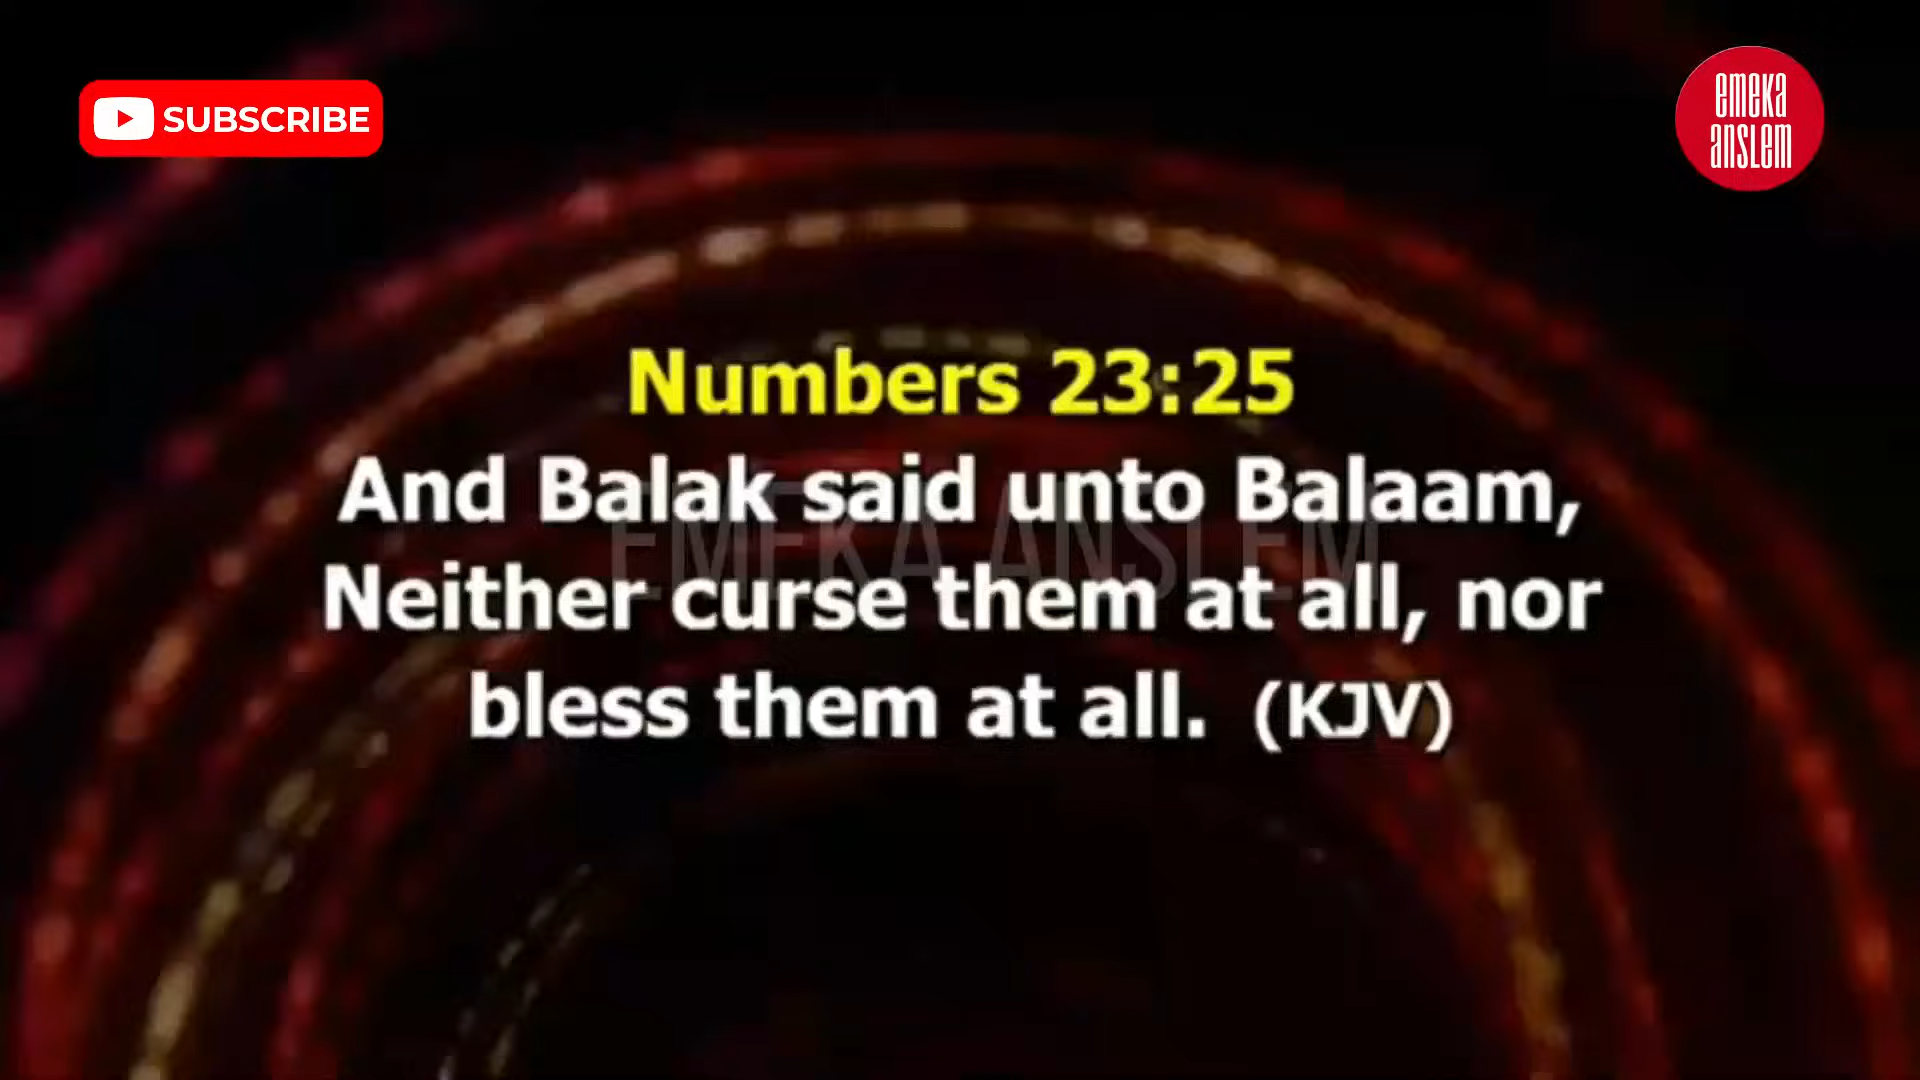 SUBSCRIBE
emeka
anslem
Numbers 23:25
And Balak said unto Balaam,
Neither curse them at all, nor
bless them at all. (KJV)
EMEKA ANSLEM